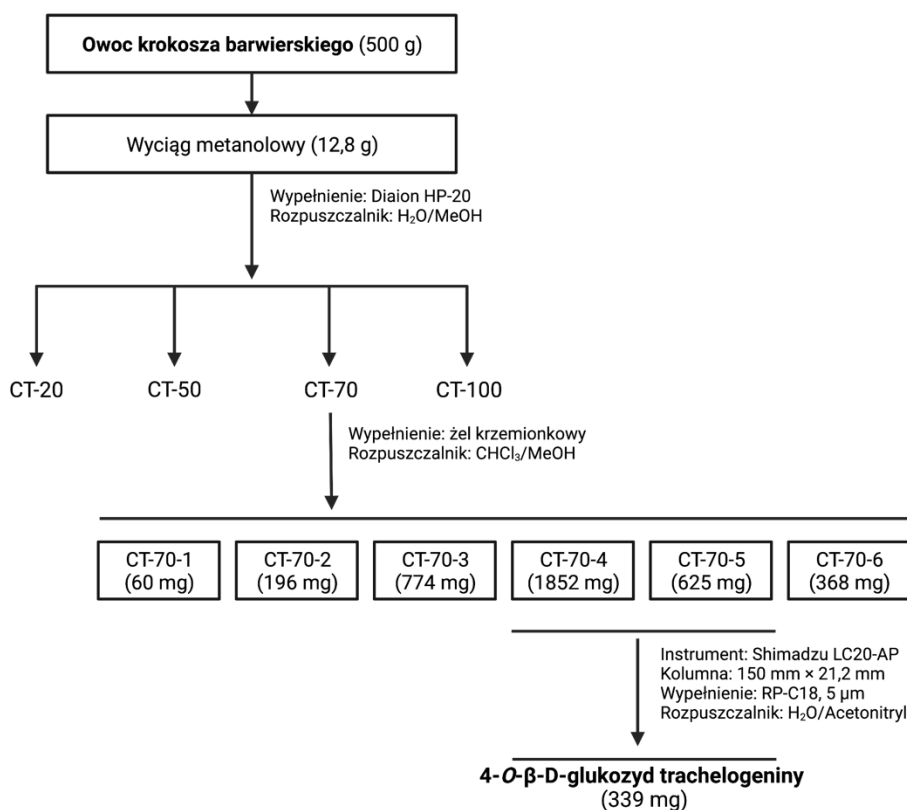 Owoc krokosza barwierskiego (500 g)
Wyciąg metanolowy (12,8 g)
Wypełnienie: Diaion HP-20
Rozpuszczalnik: H₂O/MeOH
CT-20
CT-50
CT-70
CT-100
Wypełnienie: żel krzemionkowy
Rozpuszczalnik: CHCl₃/MeOH
CT-70-1
(60 mg)
CT-70-2
(196 mg)
CT-70-3
(774 mg)
CT-70-4
(1852 mg)
CT-70-5
(625 mg)
CT-70-6
(368 mg)
Instrument: Shimadzu LC20-AP
Kolumna: 150 mm × 21,2 mm
Wypełnienie: RP-C18, 5 µm
Rozpuszczalnik: H₂O/Acetonitryl
4-O-β-D-glukozyd trachelogeniny
(339 mg)